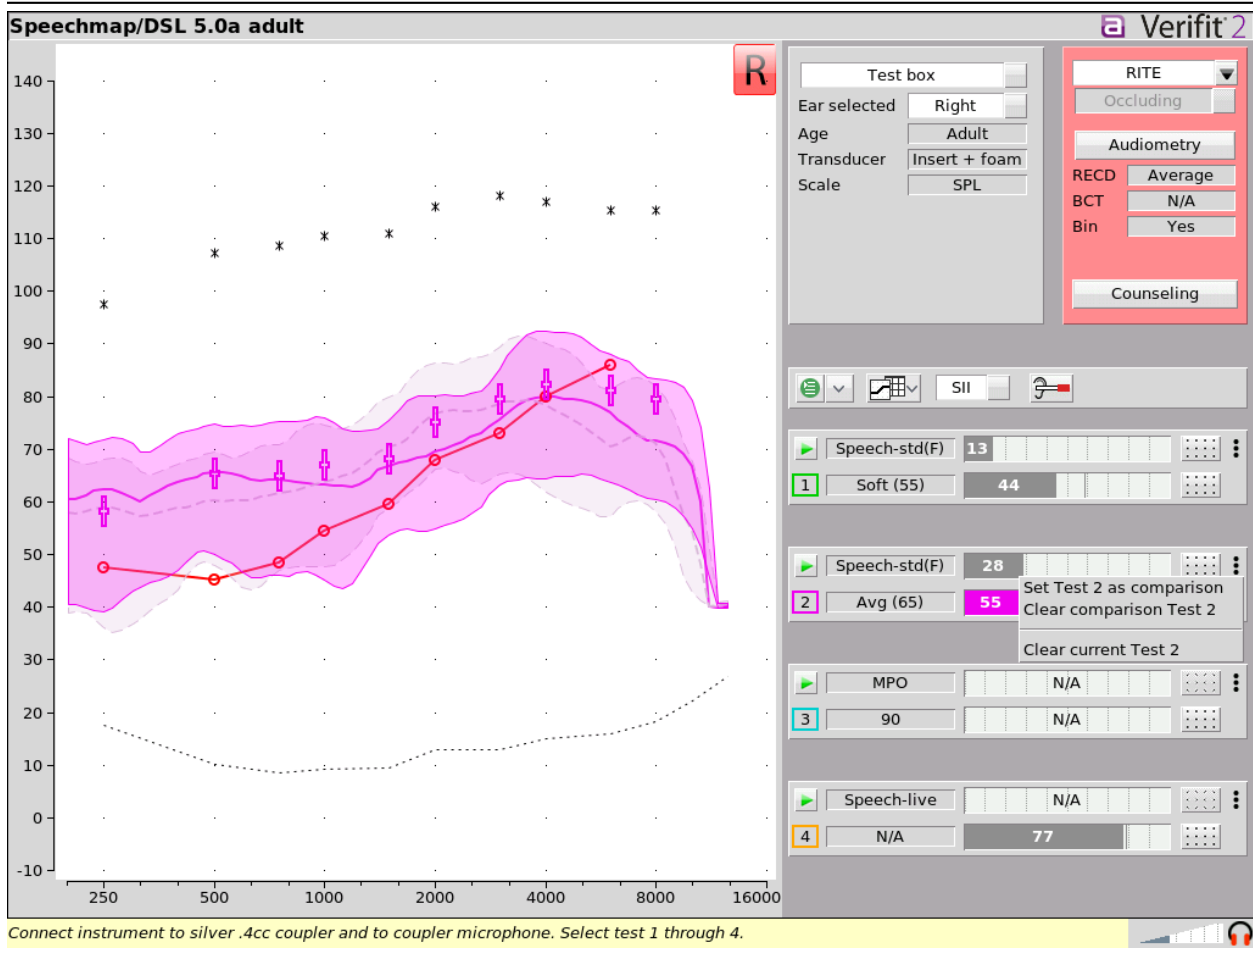 Speechmap/DSL 5.0a adult
a Verifit 2
R
140
130
120
110
100
90
80
70
60
50
40
30
20
10
0
-10
250 500 1000 2000 4000 8000 16000
Test box
Ear selected Right
Age Adult
Transducer Insert + foam
Scale SPL
RITE
Occluding
Audiometry
RECD Average
BCT N/A
Bin Yes
Counseling
SII
Speech-std(F) 13
1 Soft (55) 44
Speech-std(F) 28
2 Avg (65) 55
Set Test 2 as comparison
Clear comparison Test 2
Clear current Test 2
MPO N/A
3 90 N/A
Speech-live N/A
4 N/A 77
Connect instrument to silver .4cc coupler and to coupler microphone. Select test 1 through 4.